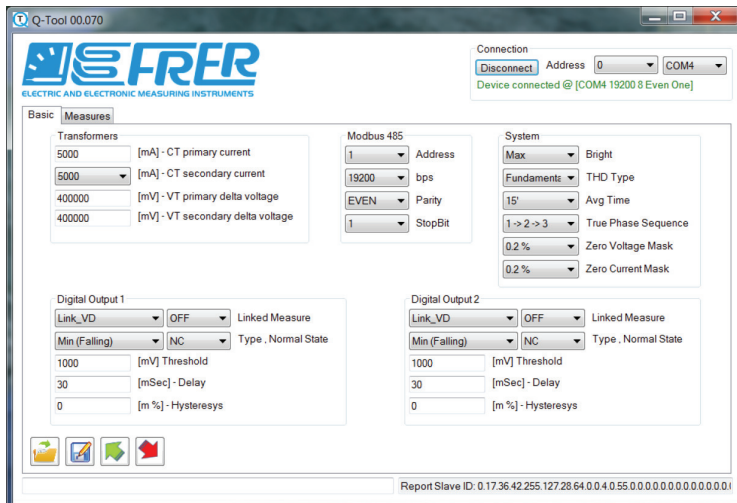 Q-Tool 00.070
FRER
ELECTRIC AND ELECTRONIC MEASURING INSTRUMENTS
Connection
Disconnect Address 0 COM4
Device connected @ [COM4 19200 8 Even One]
Basic Measures
Transformers
5000 [mA] - CT primary current
5000 [mA] - CT secondary current
400000 [mV] - VT primary delta voltage
400000 [mV] - VT secondary delta voltage
Modbus 485
1 Address
19200 bps
EVEN Parity
1 StopBit
System
Max Bright
Fundamenta THD Type
15' Avg Time
1 -> 2 -> 3 True Phase Sequence
0.2 % Zero Voltage Mask
0.2 % Zero Current Mask
Digital Output 1
Link_VD OFF Linked Measure
Min (Falling) NC Type , Normal State
1000 [mV] Threshold
30 [mSec] - Delay
0 [m %] - Hysteresys
Digital Output 2
Link_VD OFF Linked Measure
Min (Falling) NC Type , Normal State
1000 [mV] Threshold
30 [mSec] - Delay
0 [m %] - Hysteresys
Report Slave ID: 0.17.36.42.255.127.28.64.0.0.4.0.55.0.0.0.0.0.0.0.0.0.0.0.0.0.